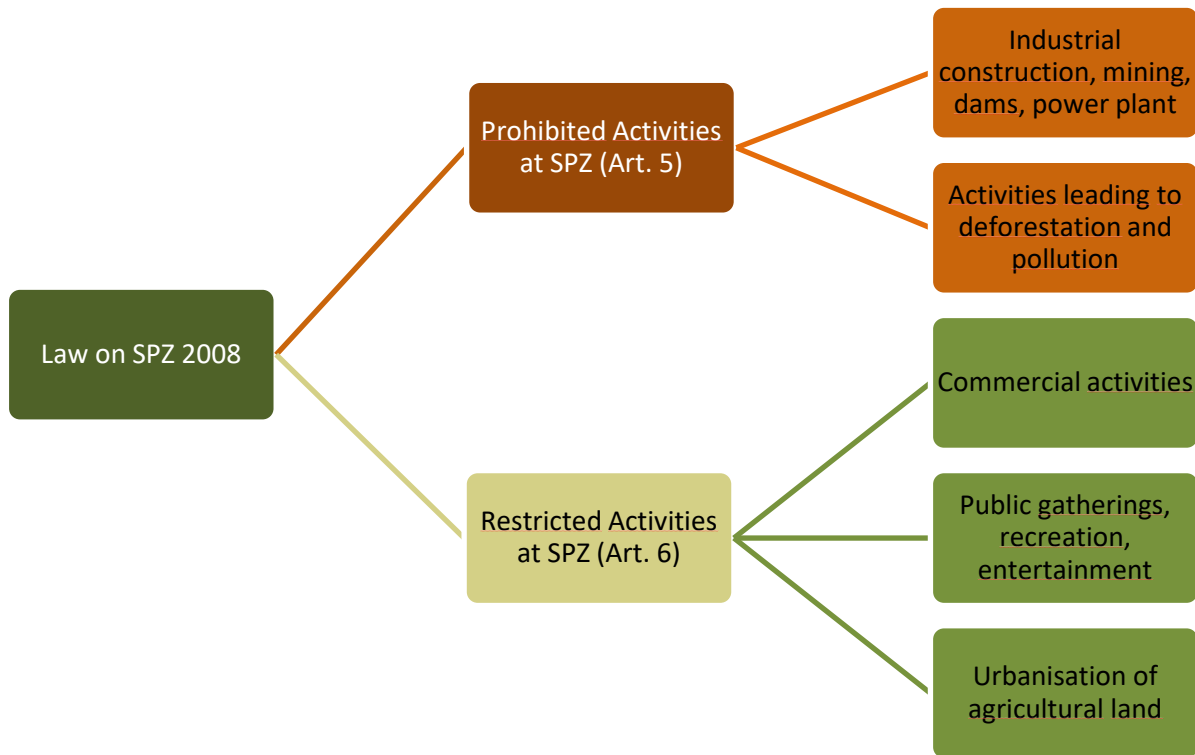 Law on SPZ 2008
Prohibited Activities
at SPZ (Art. 5)
Industrial
construction, mining,
dams, power plant
Activities leading to
deforestation and
pollution
Restricted Activities
at SPZ (Art. 6)
Commercial activities
Public gatherings,
recreation,
entertainment
Urbanisation of
agricultural land